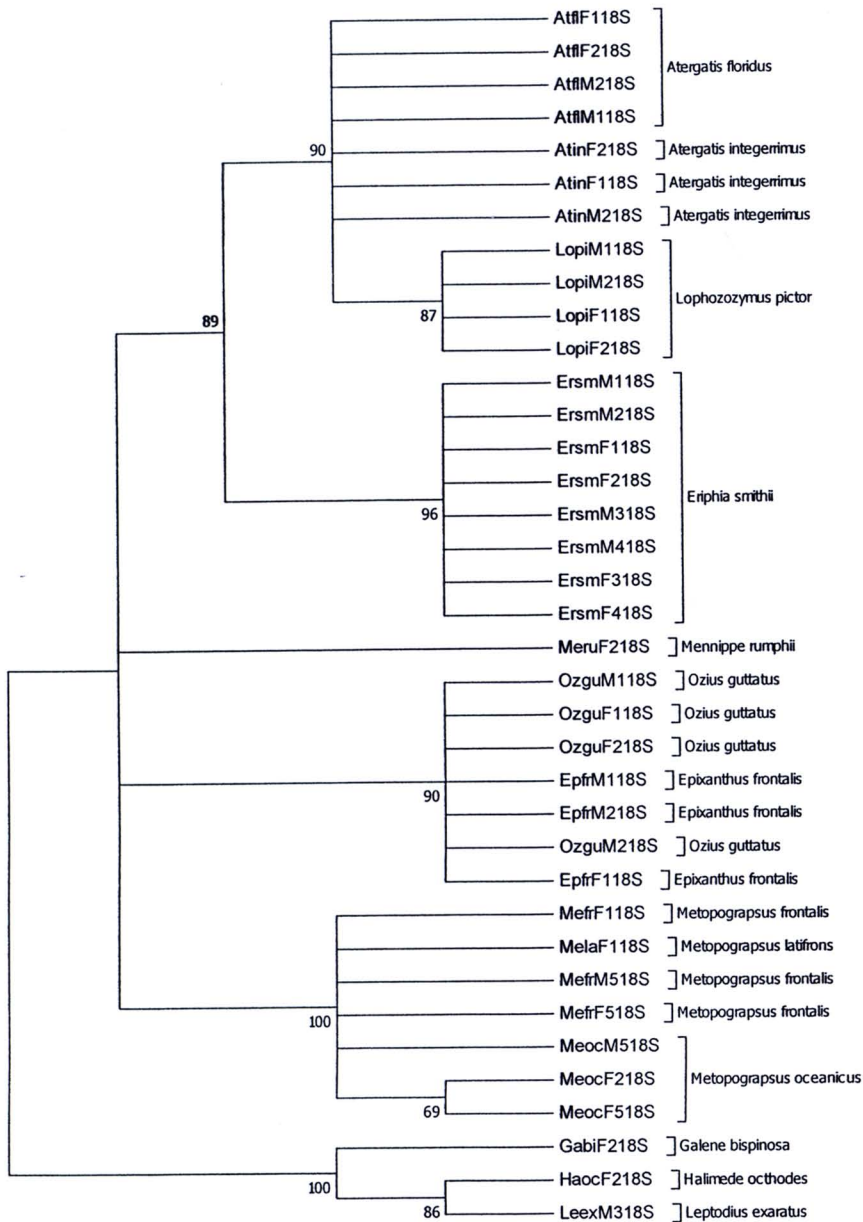 AtflF118S
AtflF218S
AtflM218S
AtflM118S
Atergatis floridus
90
AtinF218S Atergatis integerrimus
AtinF118S Atergatis integerrimus
AtinM218S Atergatis integerrimus
LopiM118S
LopiM218S
LopiF118S
LopiF218S
Lophozozymus pictor
87
89
ErsmM118S
ErsmM218S
ErsmF118S
ErsmF218S
ErsmM318S
ErsmM418S
ErsmF318S
ErsmF418S
Eriphia smithii
96
MeruF218S Mennippe rumphii
OzguM118S Ozius guttatus
OzguF118S Ozius guttatus
OzguF218S Ozius guttatus
EpfrM118S Epixanthus frontalis
90
EpfrM218S Epixanthus frontalis
OzguM218S Ozius guttatus
EpfrF118S Epixanthus frontalis
MefrF118S Metopograpsus frontalis
MelaF118S Metopograpsus latifrons
MefrM518S Metopograpsus frontalis
MefrF518S Metopograpsus frontalis
100
MeocM518S
MeocF218S
MeocF518S
Metopograpsus oceanicus
69
GabiF218S Galene bispinosa
HaocF218S Halimede octhodes
100
LeexM318S Leptodius exaratus
86